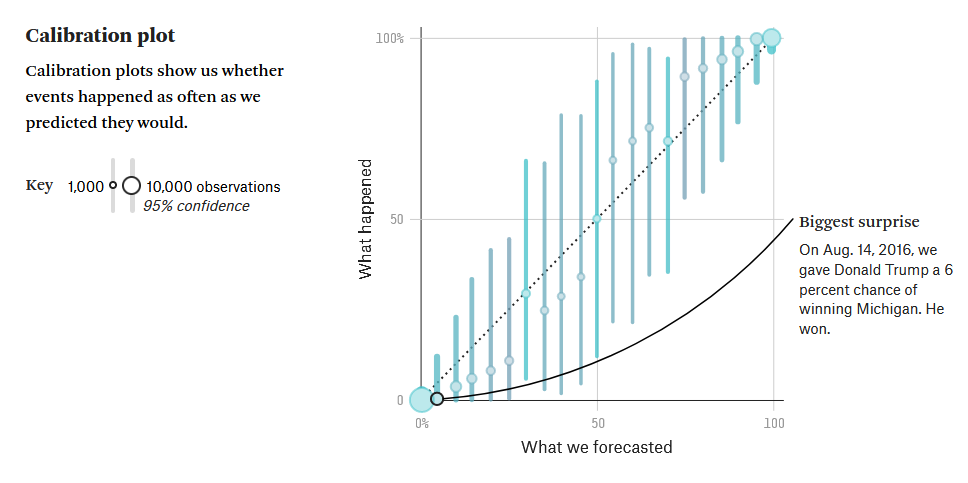 Calibration plot
Calibration plots show us whether
events happened as often as we
predicted they would.
Key 1,000 10,000 observations
95% confidence
100%
50
0
What happened
0%
50
100
What we forecasted
Biggest surprise
On Aug. 14, 2016, we
gave Donald Trump a 6
percent chance of
winning Michigan. He
won.